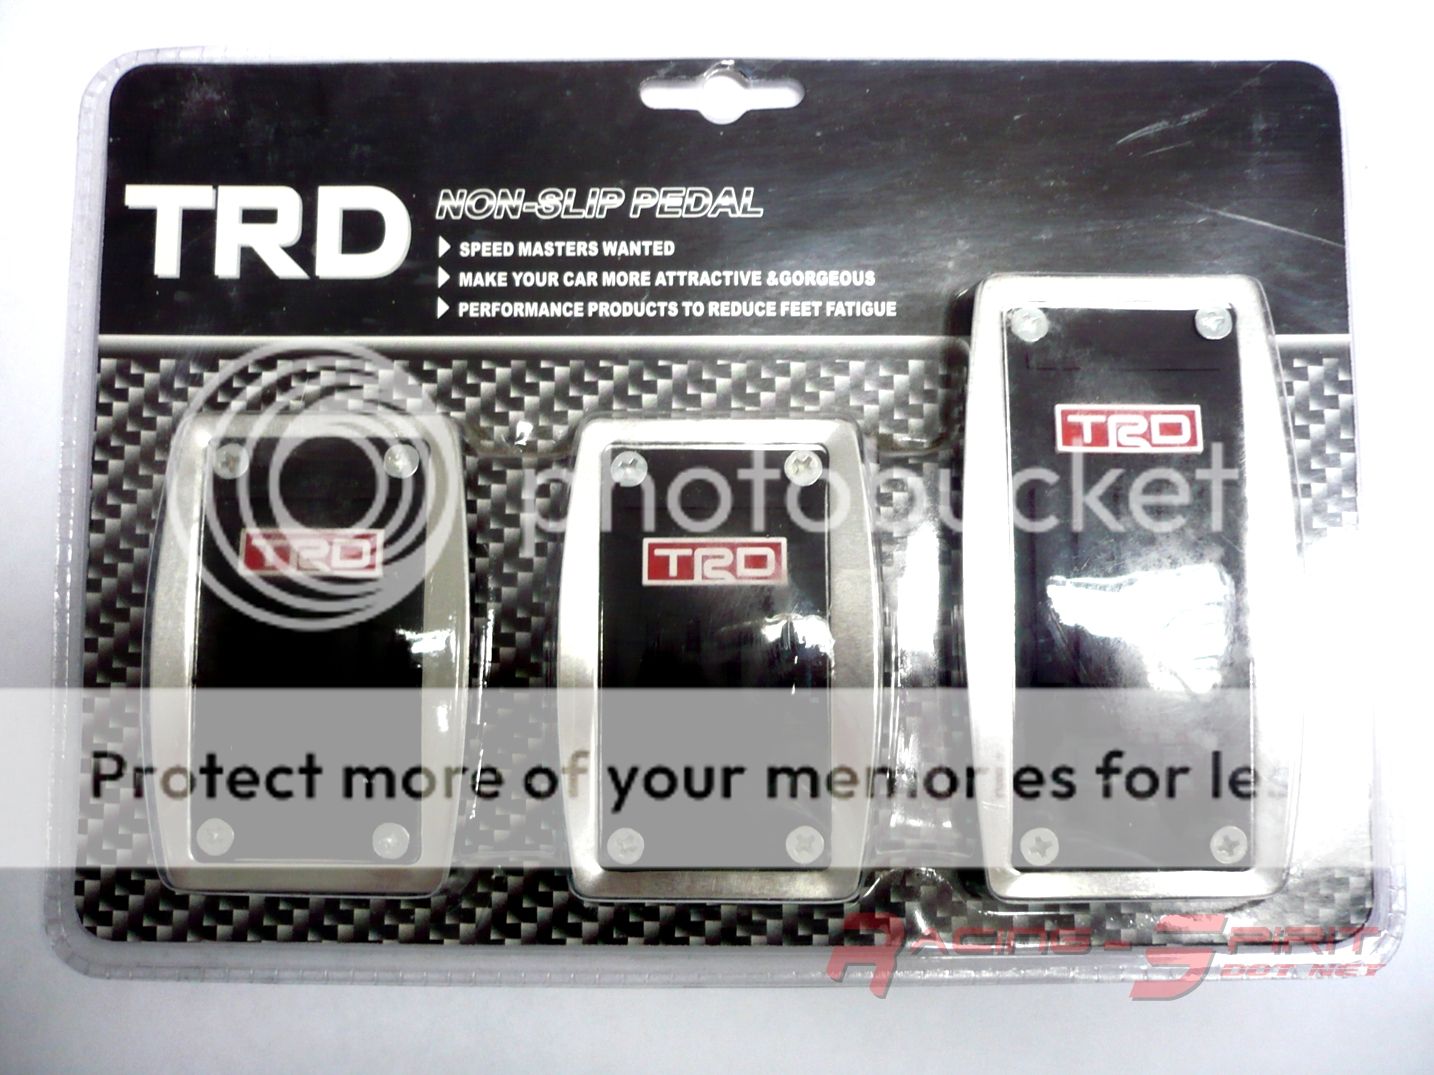 TRD
NON-SLIP PEDAL
SPEED MASTERS WANTED
MAKE YOUR CAR MORE ATTRACTIVE &GORGEOUS
PERFORMANCE PRODUCTS TO REDUCE FEET FATIGUE
TRD
photobucket
TRD
TRD
Protect more of your memories for les
RACING-SPIRIT
DOT NET